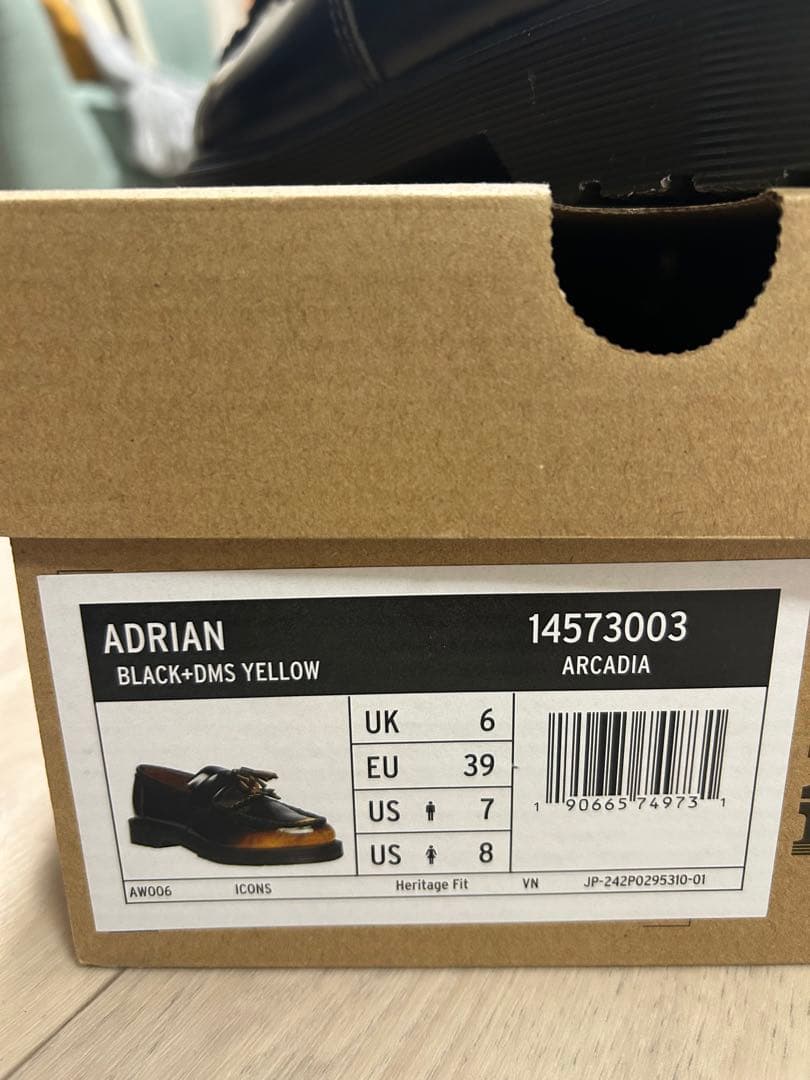 ADRIAN
BLACK+DMS YELLOW
14573003
ARCADIA
UK 6
EU 39
US 7
US 8
1 90665 74973 1
AW006 ICONS Heritage Fit VN JP-242P0295310-01